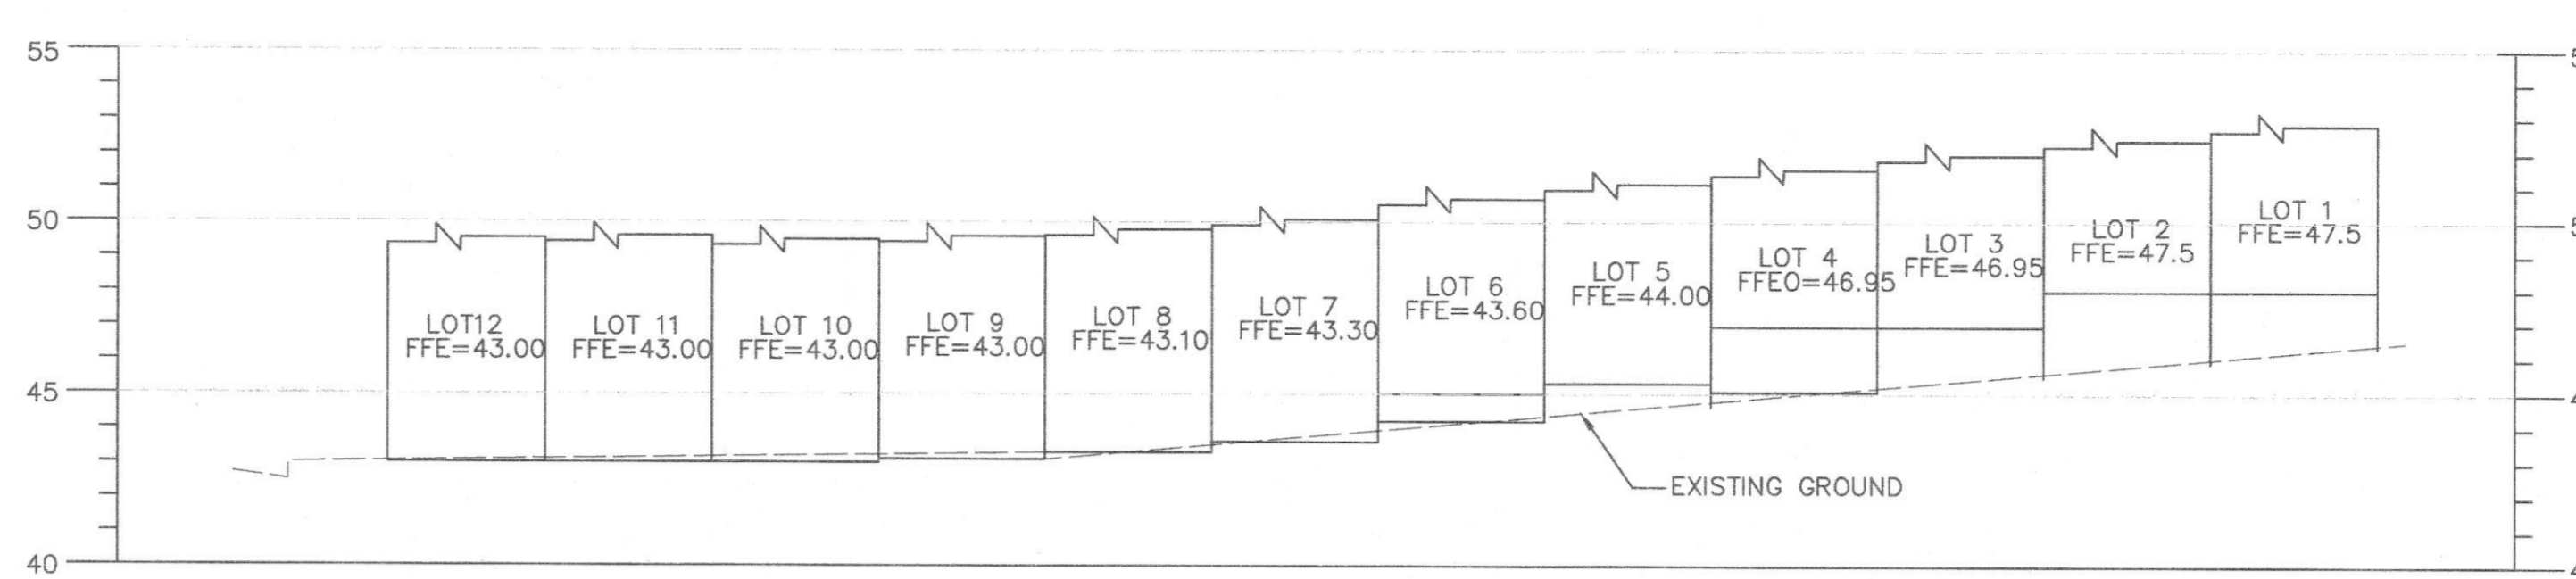 55
50
45
40
LOT12
FFE=43.00
LOT 11
FFE=43.00
LOT 10
FFE=43.00
LOT 9
FFE=43.00
LOT 8
FFE=43.10
LOT 7
FFE=43.30
LOT 6
FFE=43.60
LOT 5
FFE=44.00
LOT 4
FFEO=46.95
LOT 3
FFE=46.95
LOT 2
FFE=47.5
LOT 1
FFE=47.5
EXISTING GROUND